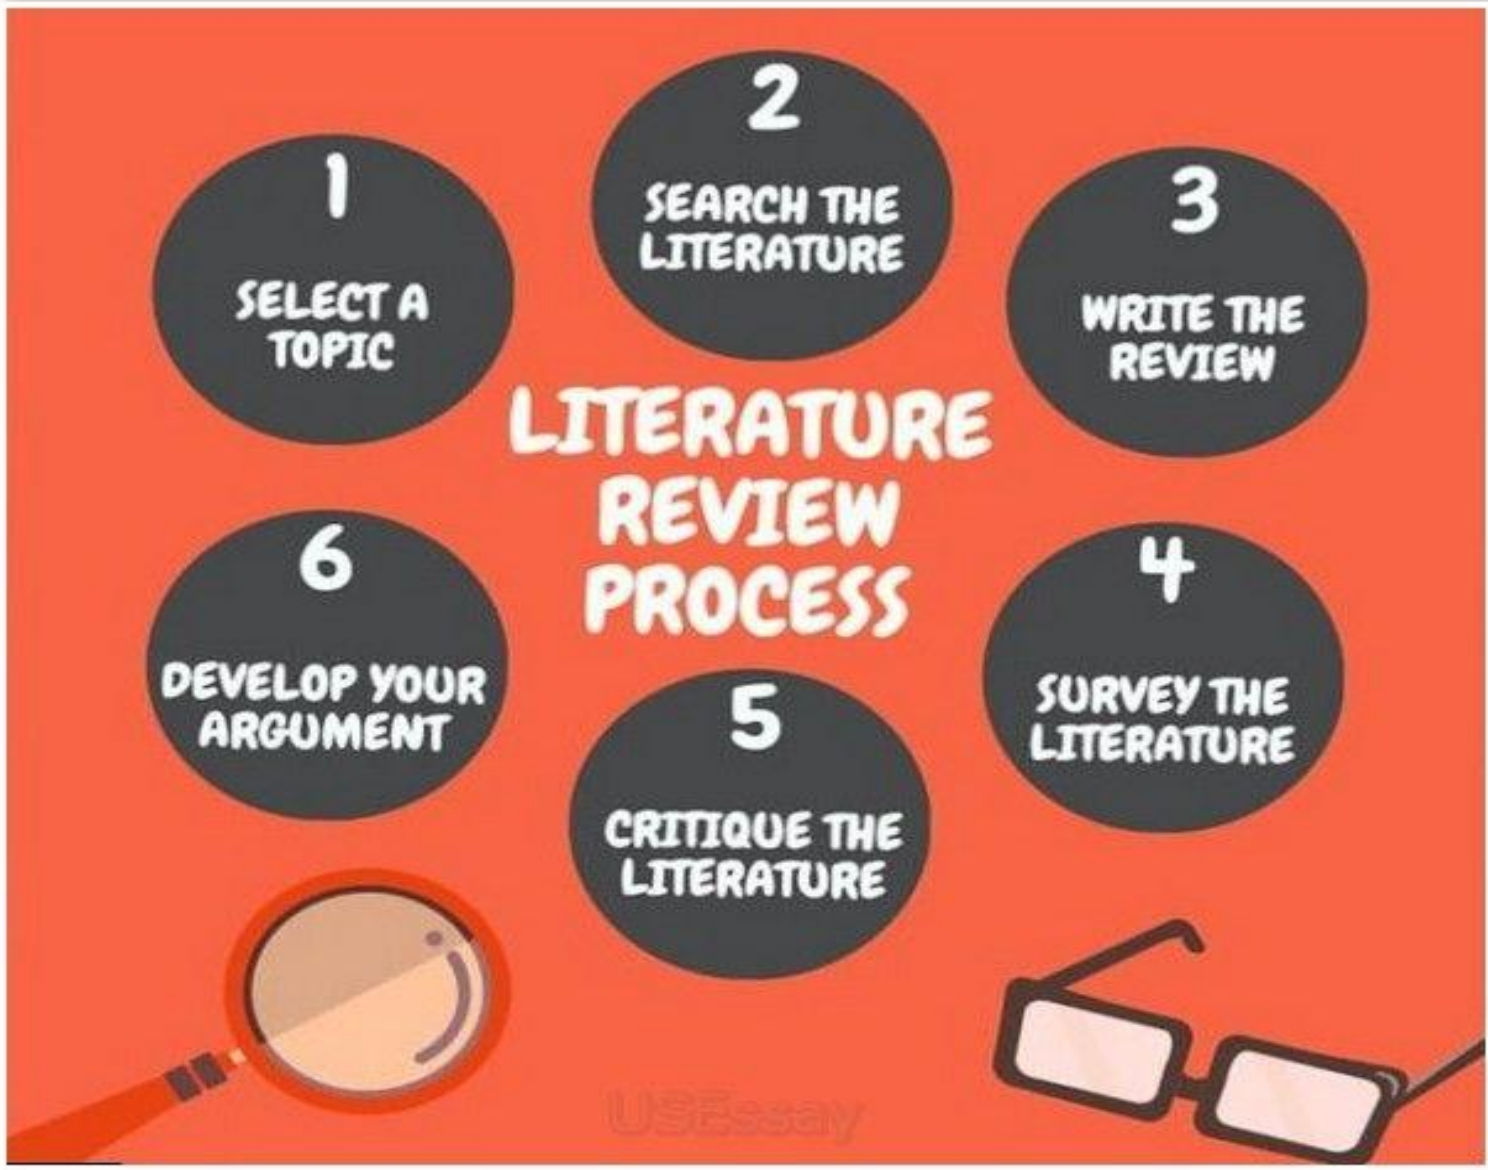 1
SELECT A
TOPIC
2
SEARCH THE
LITERATURE
3
WRITE THE
REVIEW
LITERATURE
REVIEW
PROCESS
4
SURVEY THE
LITERATURE
5
CRITIQUE THE
LITERATURE
6
DEVELOP YOUR
ARGUMENT
USEssay